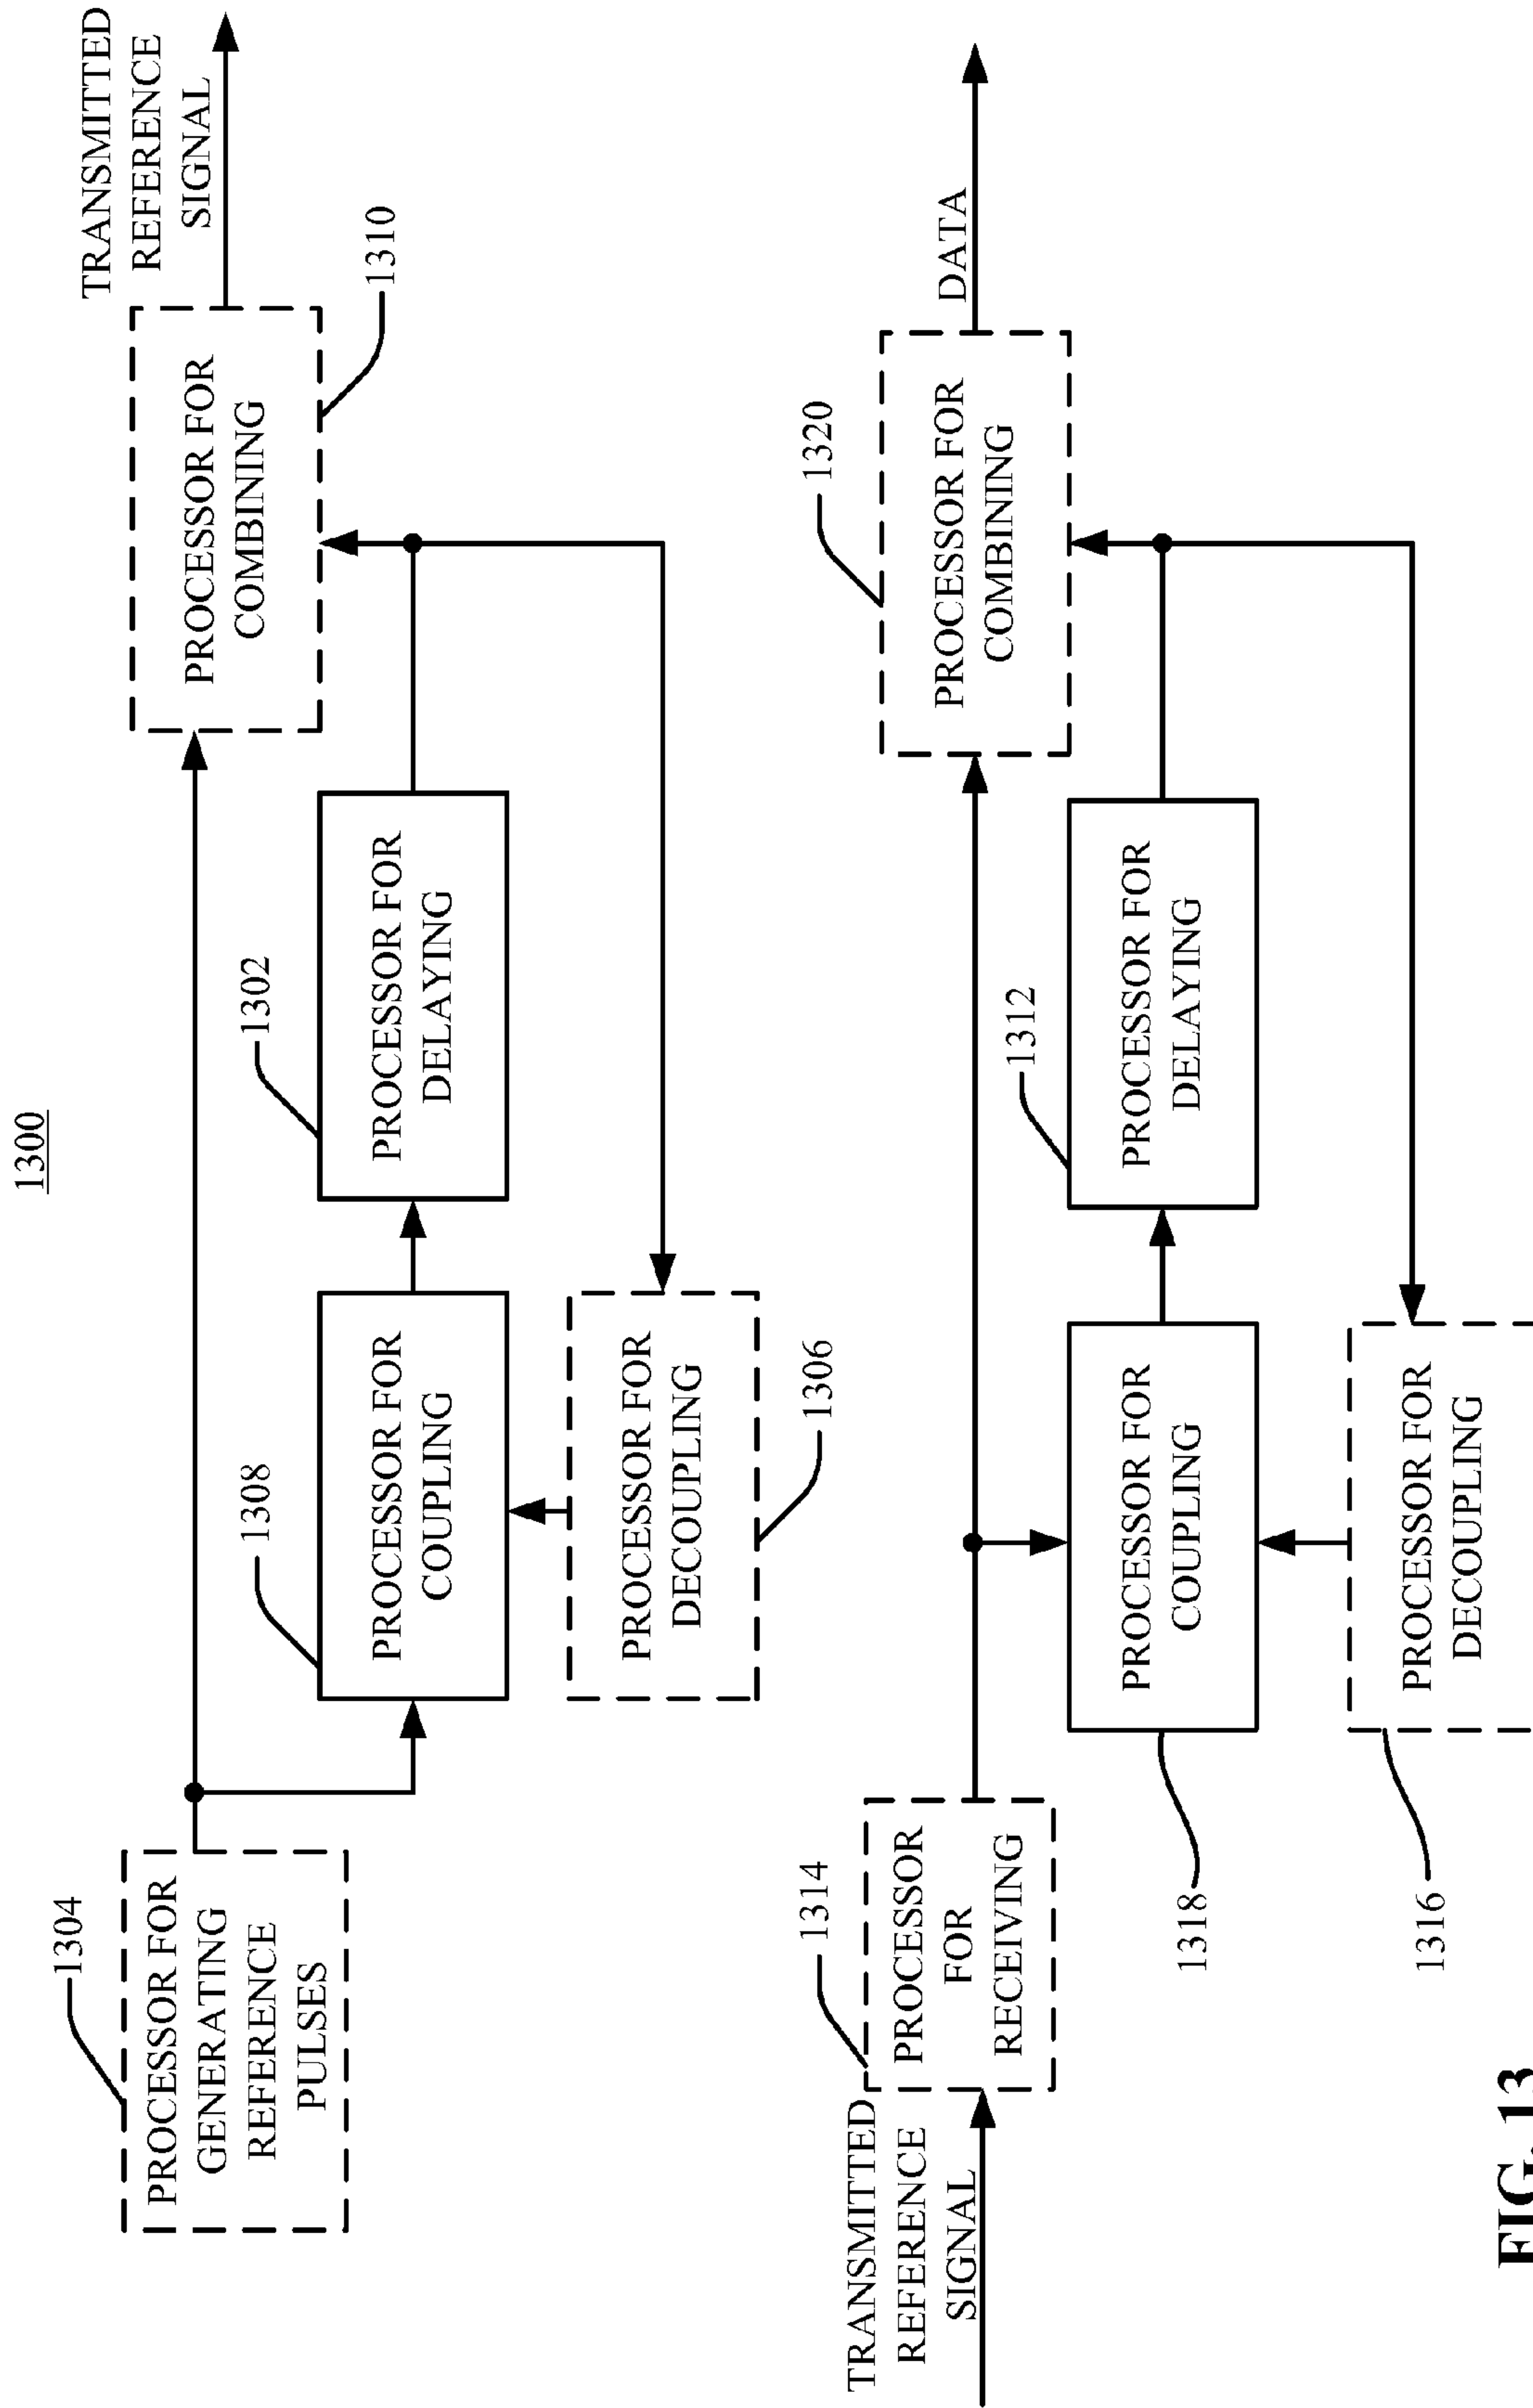 1300
1304
PROCESSOR FOR
GENERATING
REFERENCE
PULSES
1308
PROCESSOR FOR
COUPLING
1302
PROCESSOR FOR
DELAYING
PROCESSOR FOR
COMBINING
1310
TRANSMITTED
REFERENCE
SIGNAL
PROCESSOR FOR
DECOUPLING
1306
TRANSMITTED
REFERENCE
SIGNAL
1314
PROCESSOR
FOR
RECEIVING
1318
PROCESSOR FOR
COUPLING
1312
PROCESSOR FOR
DELAYING
1320
PROCESSOR FOR
COMBINING
DATA
1316
PROCESSOR FOR
DECOUPLING
FIG. 13